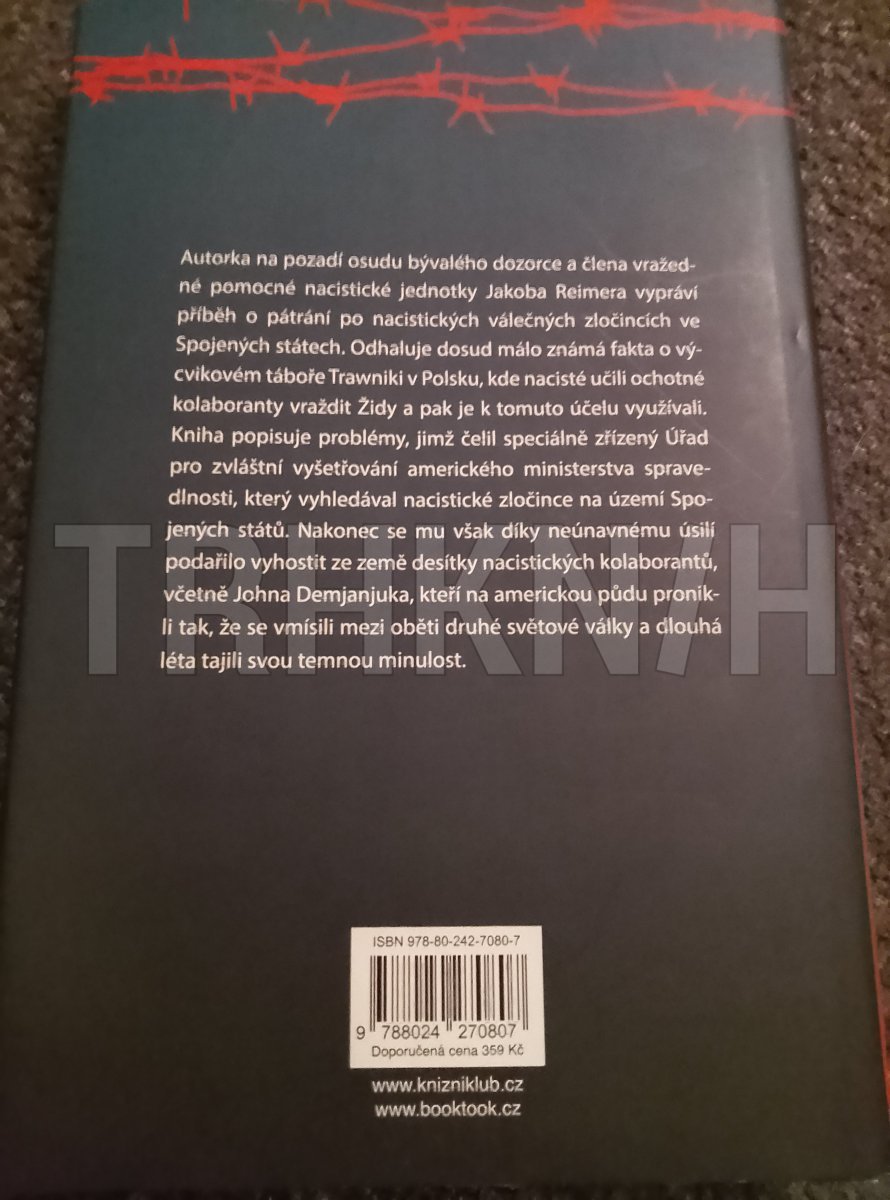 Autorka na pozadí osudu bývalého dozorce a člena vražed-
né pomocné nacistické jednotky Jakoba Reimera vypráví
příběh o pátrání po nacistických válečných zločincích ve
Spojených státech. Odhaluje dosud málo známá fakta o vý-
cvikovém táboře Trawniki v Polsku, kde nacisté učili ochotné
kolaboranty vraždit Židy a pak je k tomuto účelu využívali.
Kniha popisuje problémy, jimž čelil speciálně zřízený Úřad
pro zvláštní vyšetřování amerického ministerstva sprave-
dlnosti, který vyhledával nacistické zločince na území Spo-
jených států. Nakonec se mu však díky neúnavnému úsilí
podařilo vyhostit ze země desítky nacistických kolaborantů,
včetně Johna Demjanjuka, kteří na americkou půdu pronik-
li tak, že se vmísili mezi oběti druhé světové války a dlouhá
léta tajili svou temnou minulost.
TRHKN/H
ISBN 978-80-242-7080-7
9 788024 270807
Doporučená cena 359 Kč
www.knizniklub.cz
www.booktook.cz